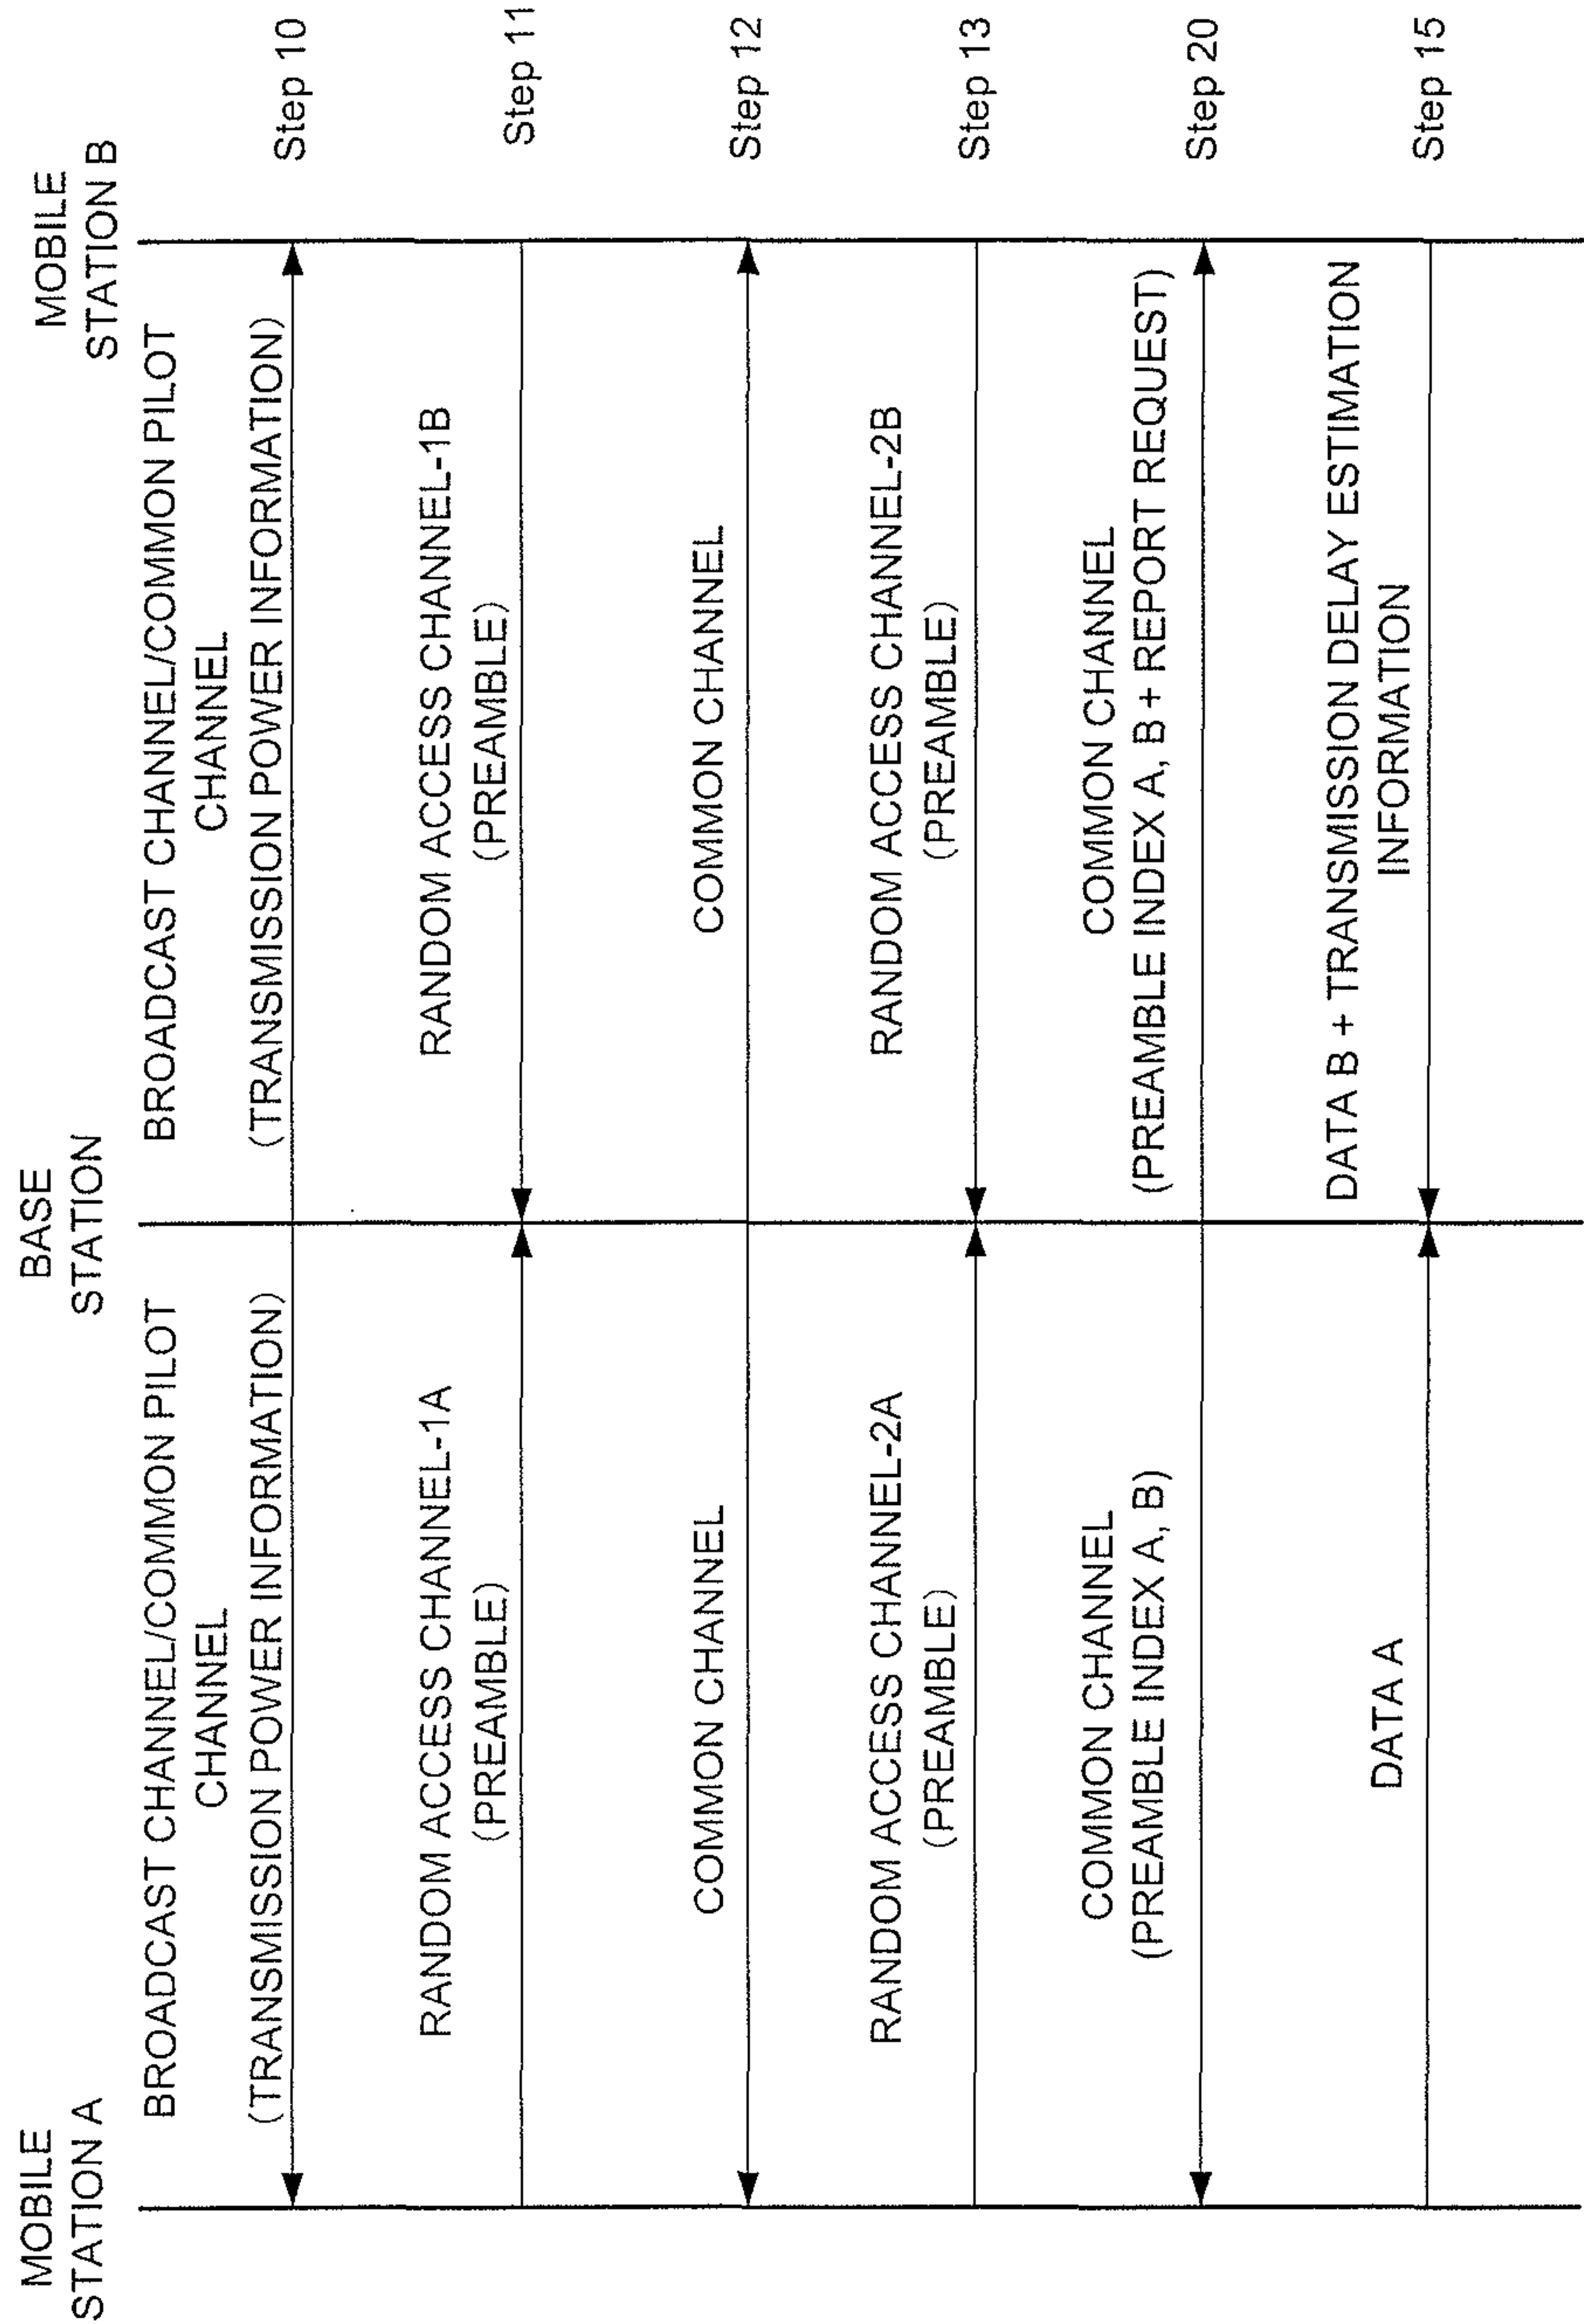 MOBILE
STATION A
BASE
STATION
MOBILE
STATION B
BROADCAST CHANNEL/COMMON PILOT
CHANNEL
(TRANSMISSION POWER INFORMATION)
BROADCAST CHANNEL/COMMON PILOT
CHANNEL
(TRANSMISSION POWER INFORMATION)
Step 10
RANDOM ACCESS CHANNEL-1A
(PREAMBLE)
RANDOM ACCESS CHANNEL-1B
(PREAMBLE)
Step 11
COMMON CHANNEL
COMMON CHANNEL
Step 12
RANDOM ACCESS CHANNEL-2A
(PREAMBLE)
RANDOM ACCESS CHANNEL-2B
(PREAMBLE)
Step 13
COMMON CHANNEL
(PREAMBLE INDEX A, B)
COMMON CHANNEL
(PREAMBLE INDEX A, B + REPORT REQUEST)
Step 20
DATA A
DATA B + TRANSMISSION DELAY ESTIMATION
INFORMATION
Step 15